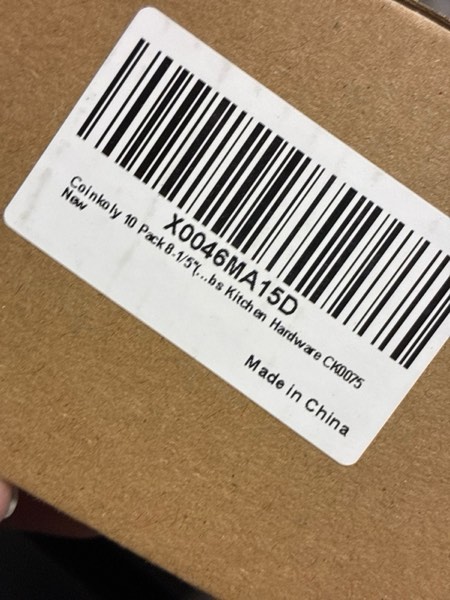 X0046MA15D
Coinkoly 10 Pack 8.1/5"(...bs Kitchen Hardware CK0075
New
Made in China